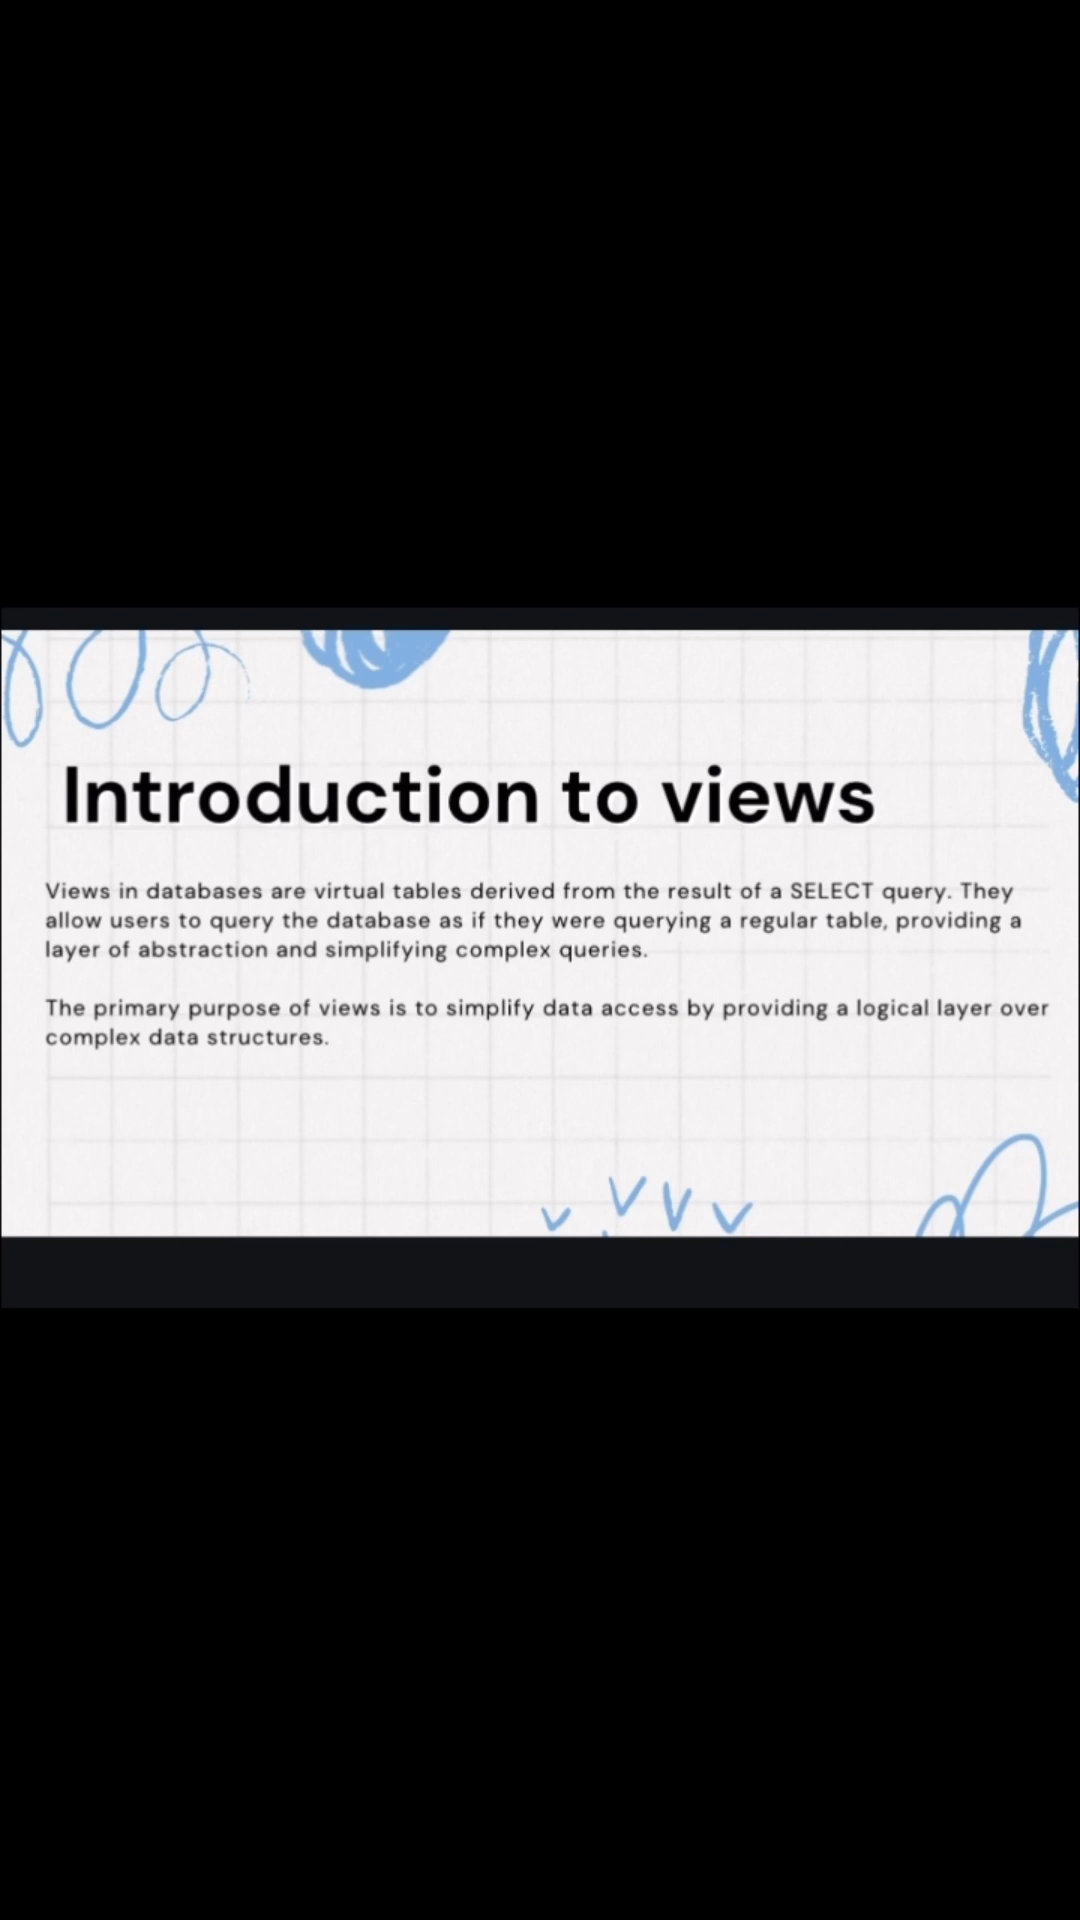 Introduction to views
Views in databases are virtual tables derived from the result of a SELECT query. They
allow users to query the database as if they were querying a regular table, providing a
layer of abstraction and simplifying complex queries.
The primary purpose of views is to simplify data access by providing a logical layer over
complex data structures.